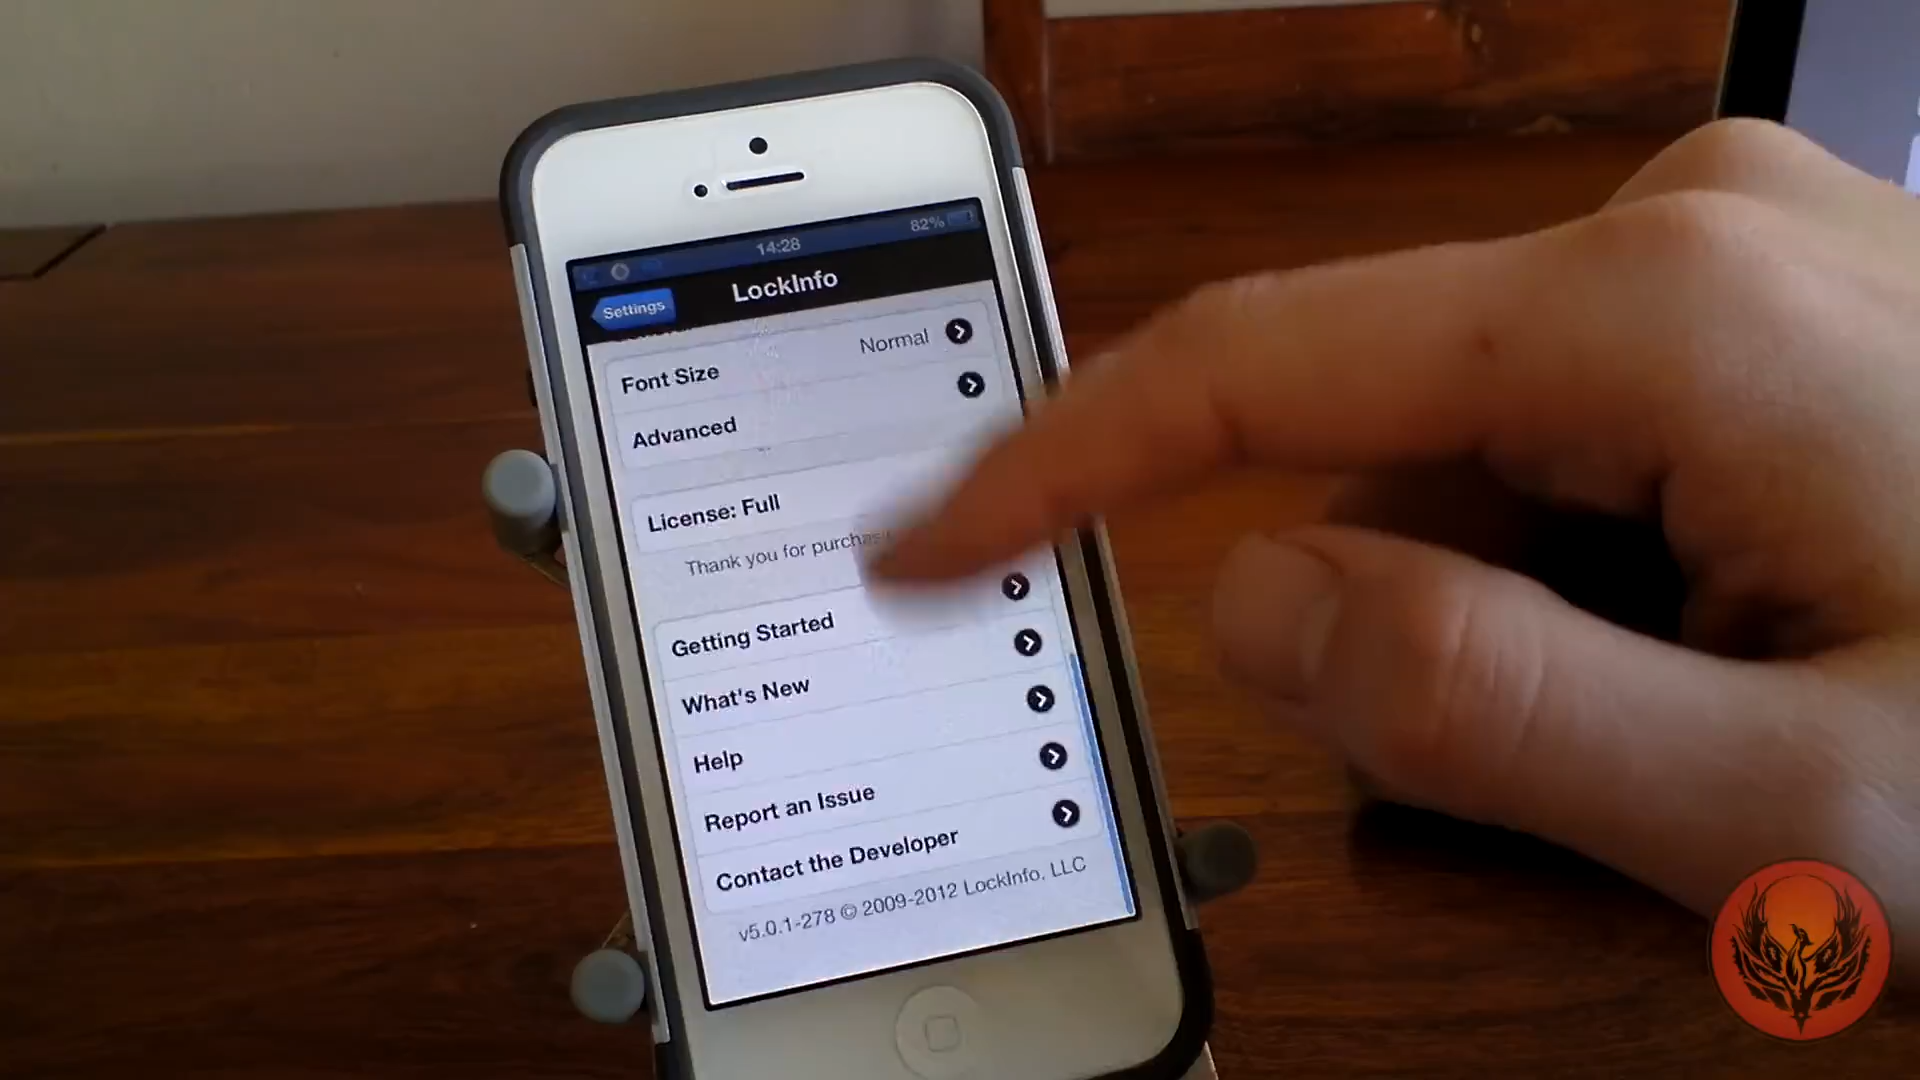 14:28
82%
Settings
LockInfo
Font Size
Normal
Advanced
License: Full
Thank you for
Getting Started
What's New
Help
Report an Issue
Contact the Developer
v5.0.1-278 © 2009-2012 LockInfo, LLC